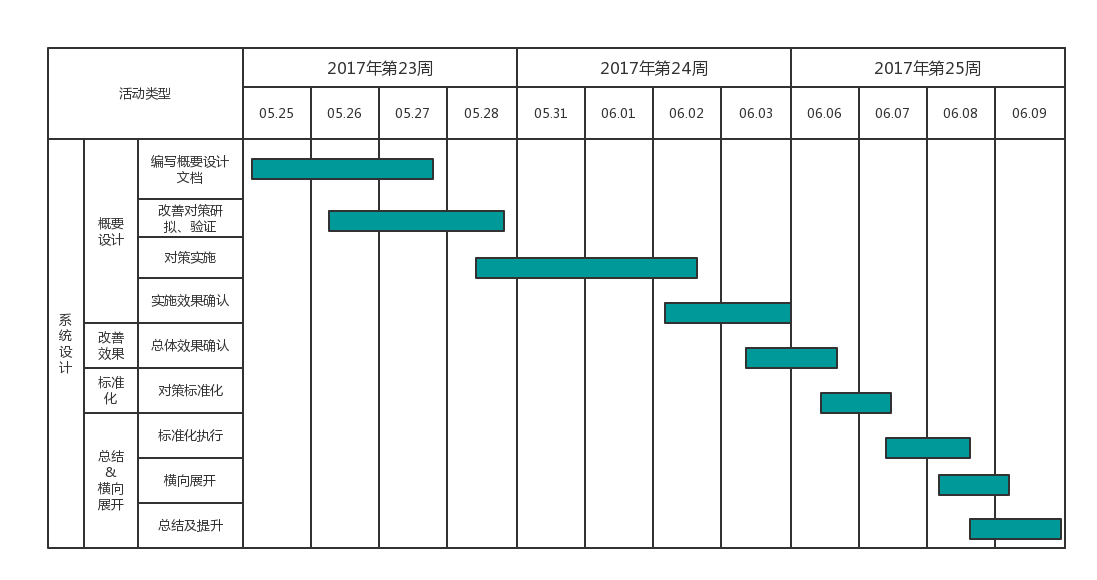 活动类型
2017年第23周
2017年第24周
2017年第25周
05.25
05.26
05.27
05.28
05.31
06.01
06.02
06.03
06.06
06.07
06.08
06.09
系
统
设
计
概要
设计
编写概要设计
文档
改善对策研
拟、验证
对策实施
实施效果确认
改善
效果
总体效果确认
标准
化
对策标准化
总结
&
横向
展开
标准化执行
横向展开
总结及提升